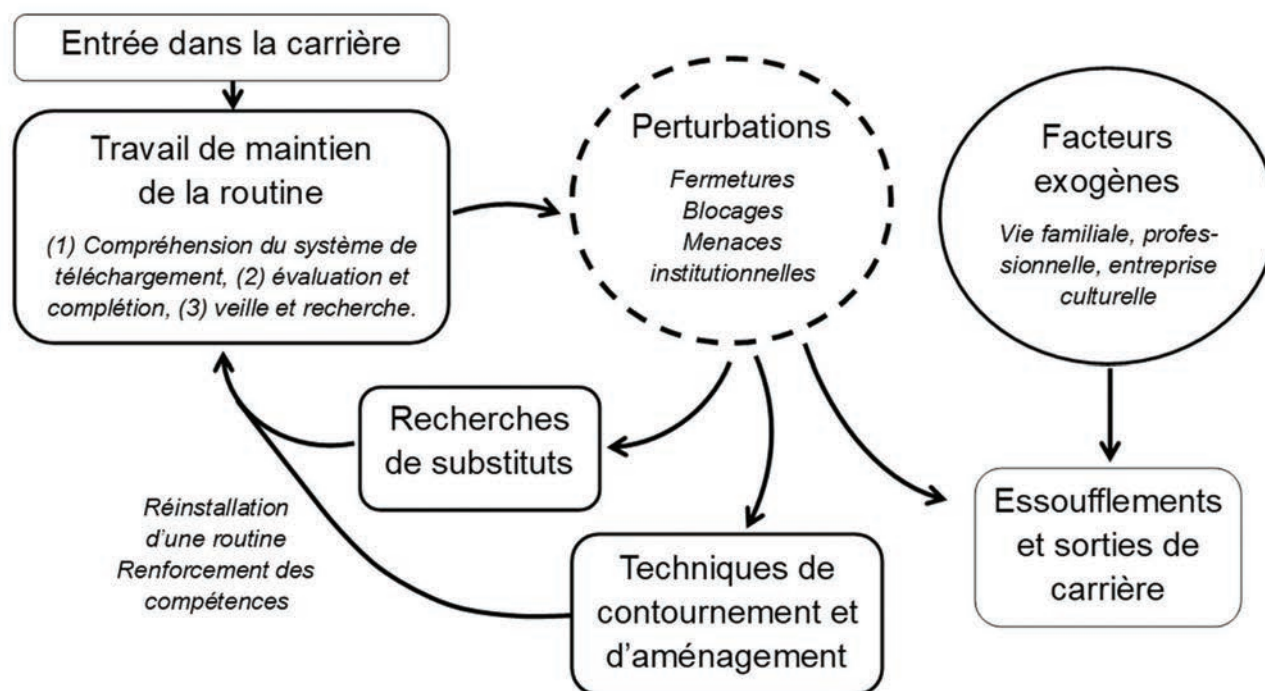 Entrée dans la carrière
Travail de maintien
de la routine
(1) Compréhension du système de
téléchargement, (2) évaluation et
complétion, (3) veille et recherche.
Perturbations
Fermetures
Blocages
Menaces
institutionnelles
Facteurs
exogènes
Vie familiale, profes-
sionnelle, entreprise
culturelle
Recherches
de substituts
Réinstallation
d’une routine
Renforcement des
compétences
Techniques de
contournement et
d’aménagement
Essoufflements
et sorties de
carrière